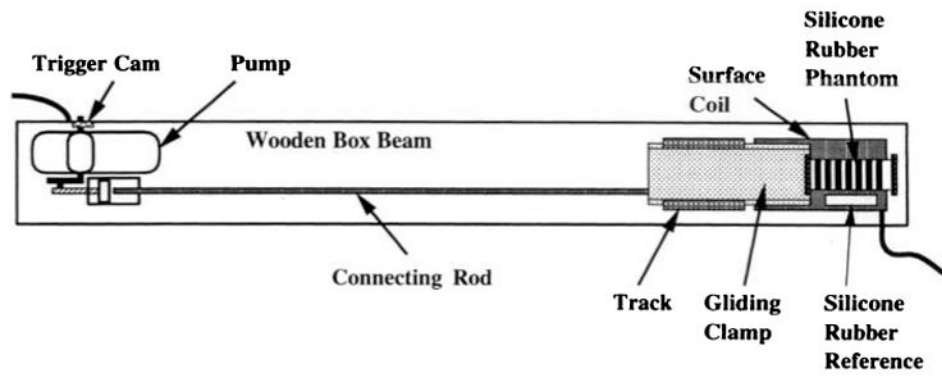 Silicone
Rubber
Phantom
Trigger Cam
Pump
Surface
Coil
Wooden Box Beam
Connecting Rod
Track
Gliding
Clamp
Silicone
Rubber
Reference